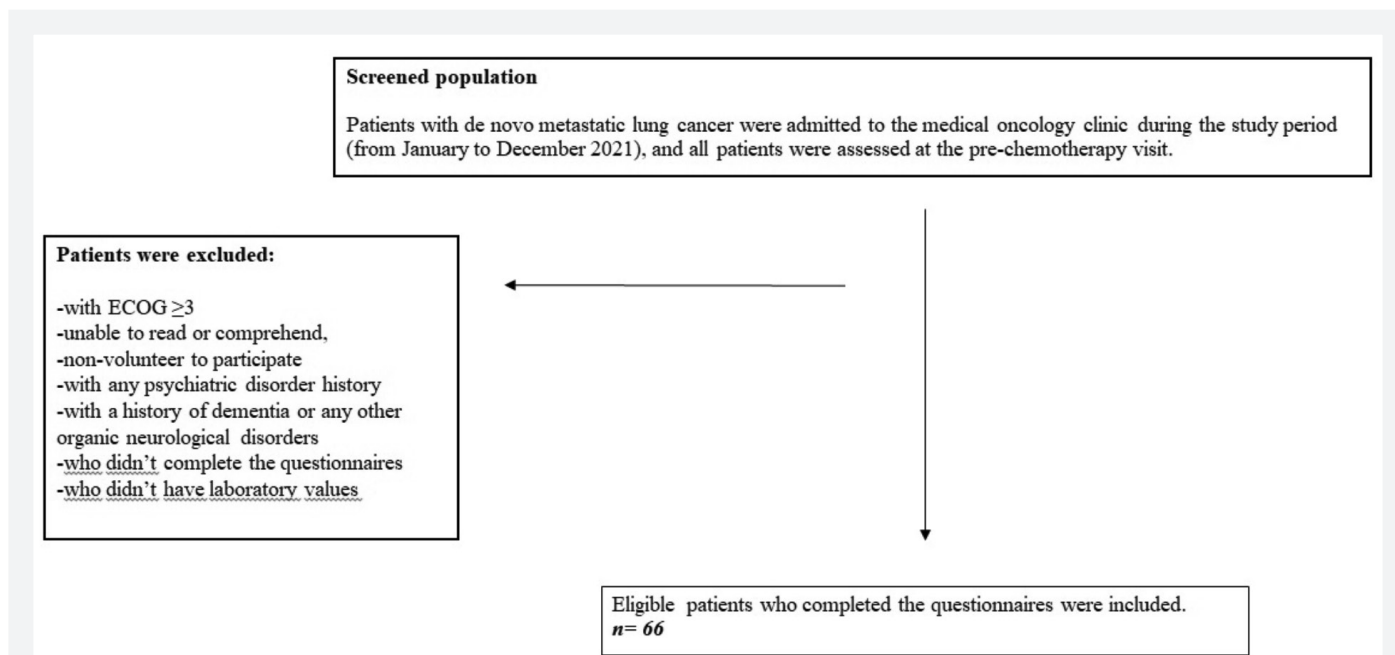 Screened population
Patients with de novo metastatic lung cancer were admitted to the medical oncology clinic during the study period
(from January to December 2021), and all patients were assessed at the pre-chemotherapy visit.
Patients were excluded:
-with ECOG ≥3
-unable to read or comprehend,
-non-volunteer to participate
-with any psychiatric disorder history
-with a history of dementia or any other
organic neurological disorders
-who didn't complete the questionnaires
-who didn't have laboratory values
Eligible patients who completed the questionnaires were included.
n= 66